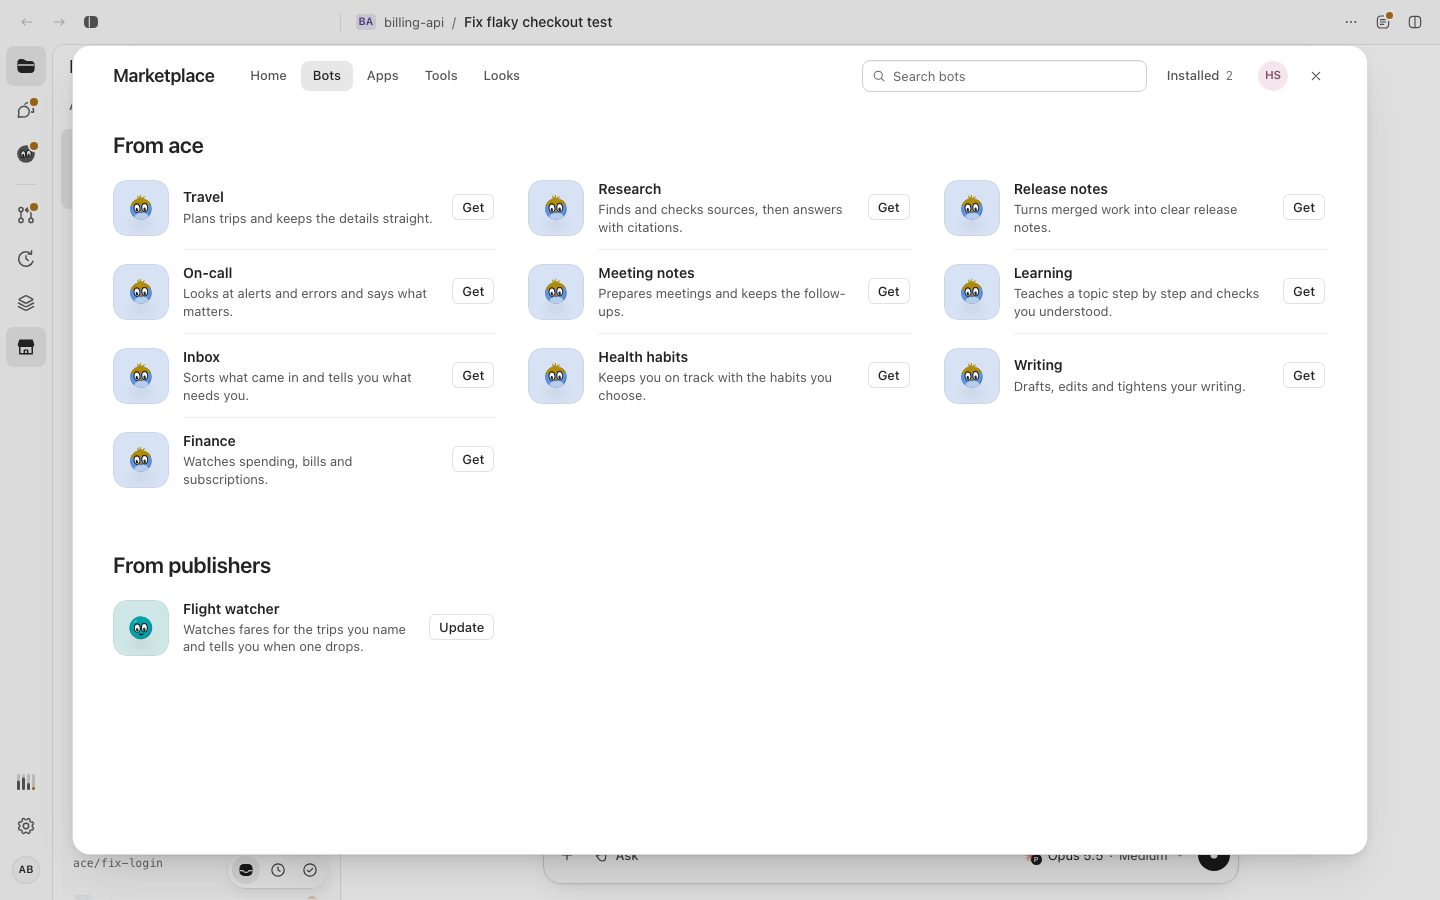 BA billing-api / Fix flaky checkout test
Marketplace
Home
Bots
Apps
Tools
Looks
Search bots
Installed 2
HS
From ace
Travel
Plans trips and keeps the details straight.
Get
Research
Finds and checks sources, then answers
with citations.
Get
Release notes
Turns merged work into clear release
notes.
Get
On-call
Looks at alerts and errors and says what
matters.
Get
Meeting notes
Prepares meetings and keeps the follow-
ups.
Get
Learning
Teaches a topic step by step and checks
you understood.
Get
Inbox
Sorts what came in and tells you what
needs you.
Get
Health habits
Keeps you on track with the habits you
choose.
Get
Writing
Drafts, edits and tightens your writing.
Get
Finance
Watches spending, bills and
subscriptions.
Get
From publishers
Flight watcher
Watches fares for the trips you name
and tells you when one drops.
Update
AB
ace/fix-login
Ask
Opus 5.5 · Medium